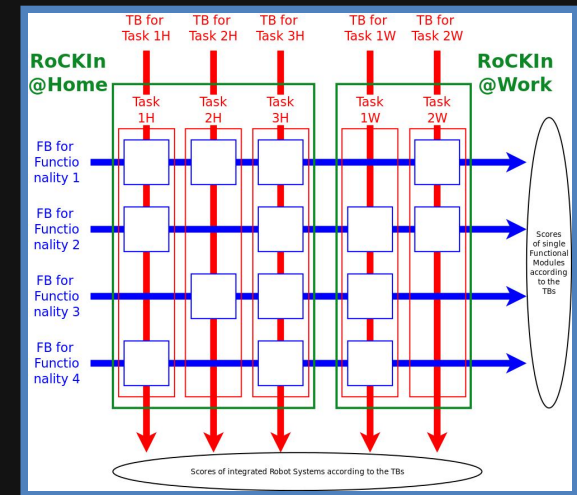 TB for
Task 1H
TB for
Task 2H
TB for
Task 3H
TB for
Task 1W
TB for
Task 2W
RoCKIn
@Home
RoCKIn
@Work
Task
1H
Task
2H
Task
3H
Task
1W
Task
2W
FB for
Functio
nality 1
FB for
Functio
nality 2
FB for
Functio
nality 3
FB for
Functio
nality 4
Scores
of single
Functional
Modules
according
to the
TBs
Scores of integrated Robot Systems according to the TBs